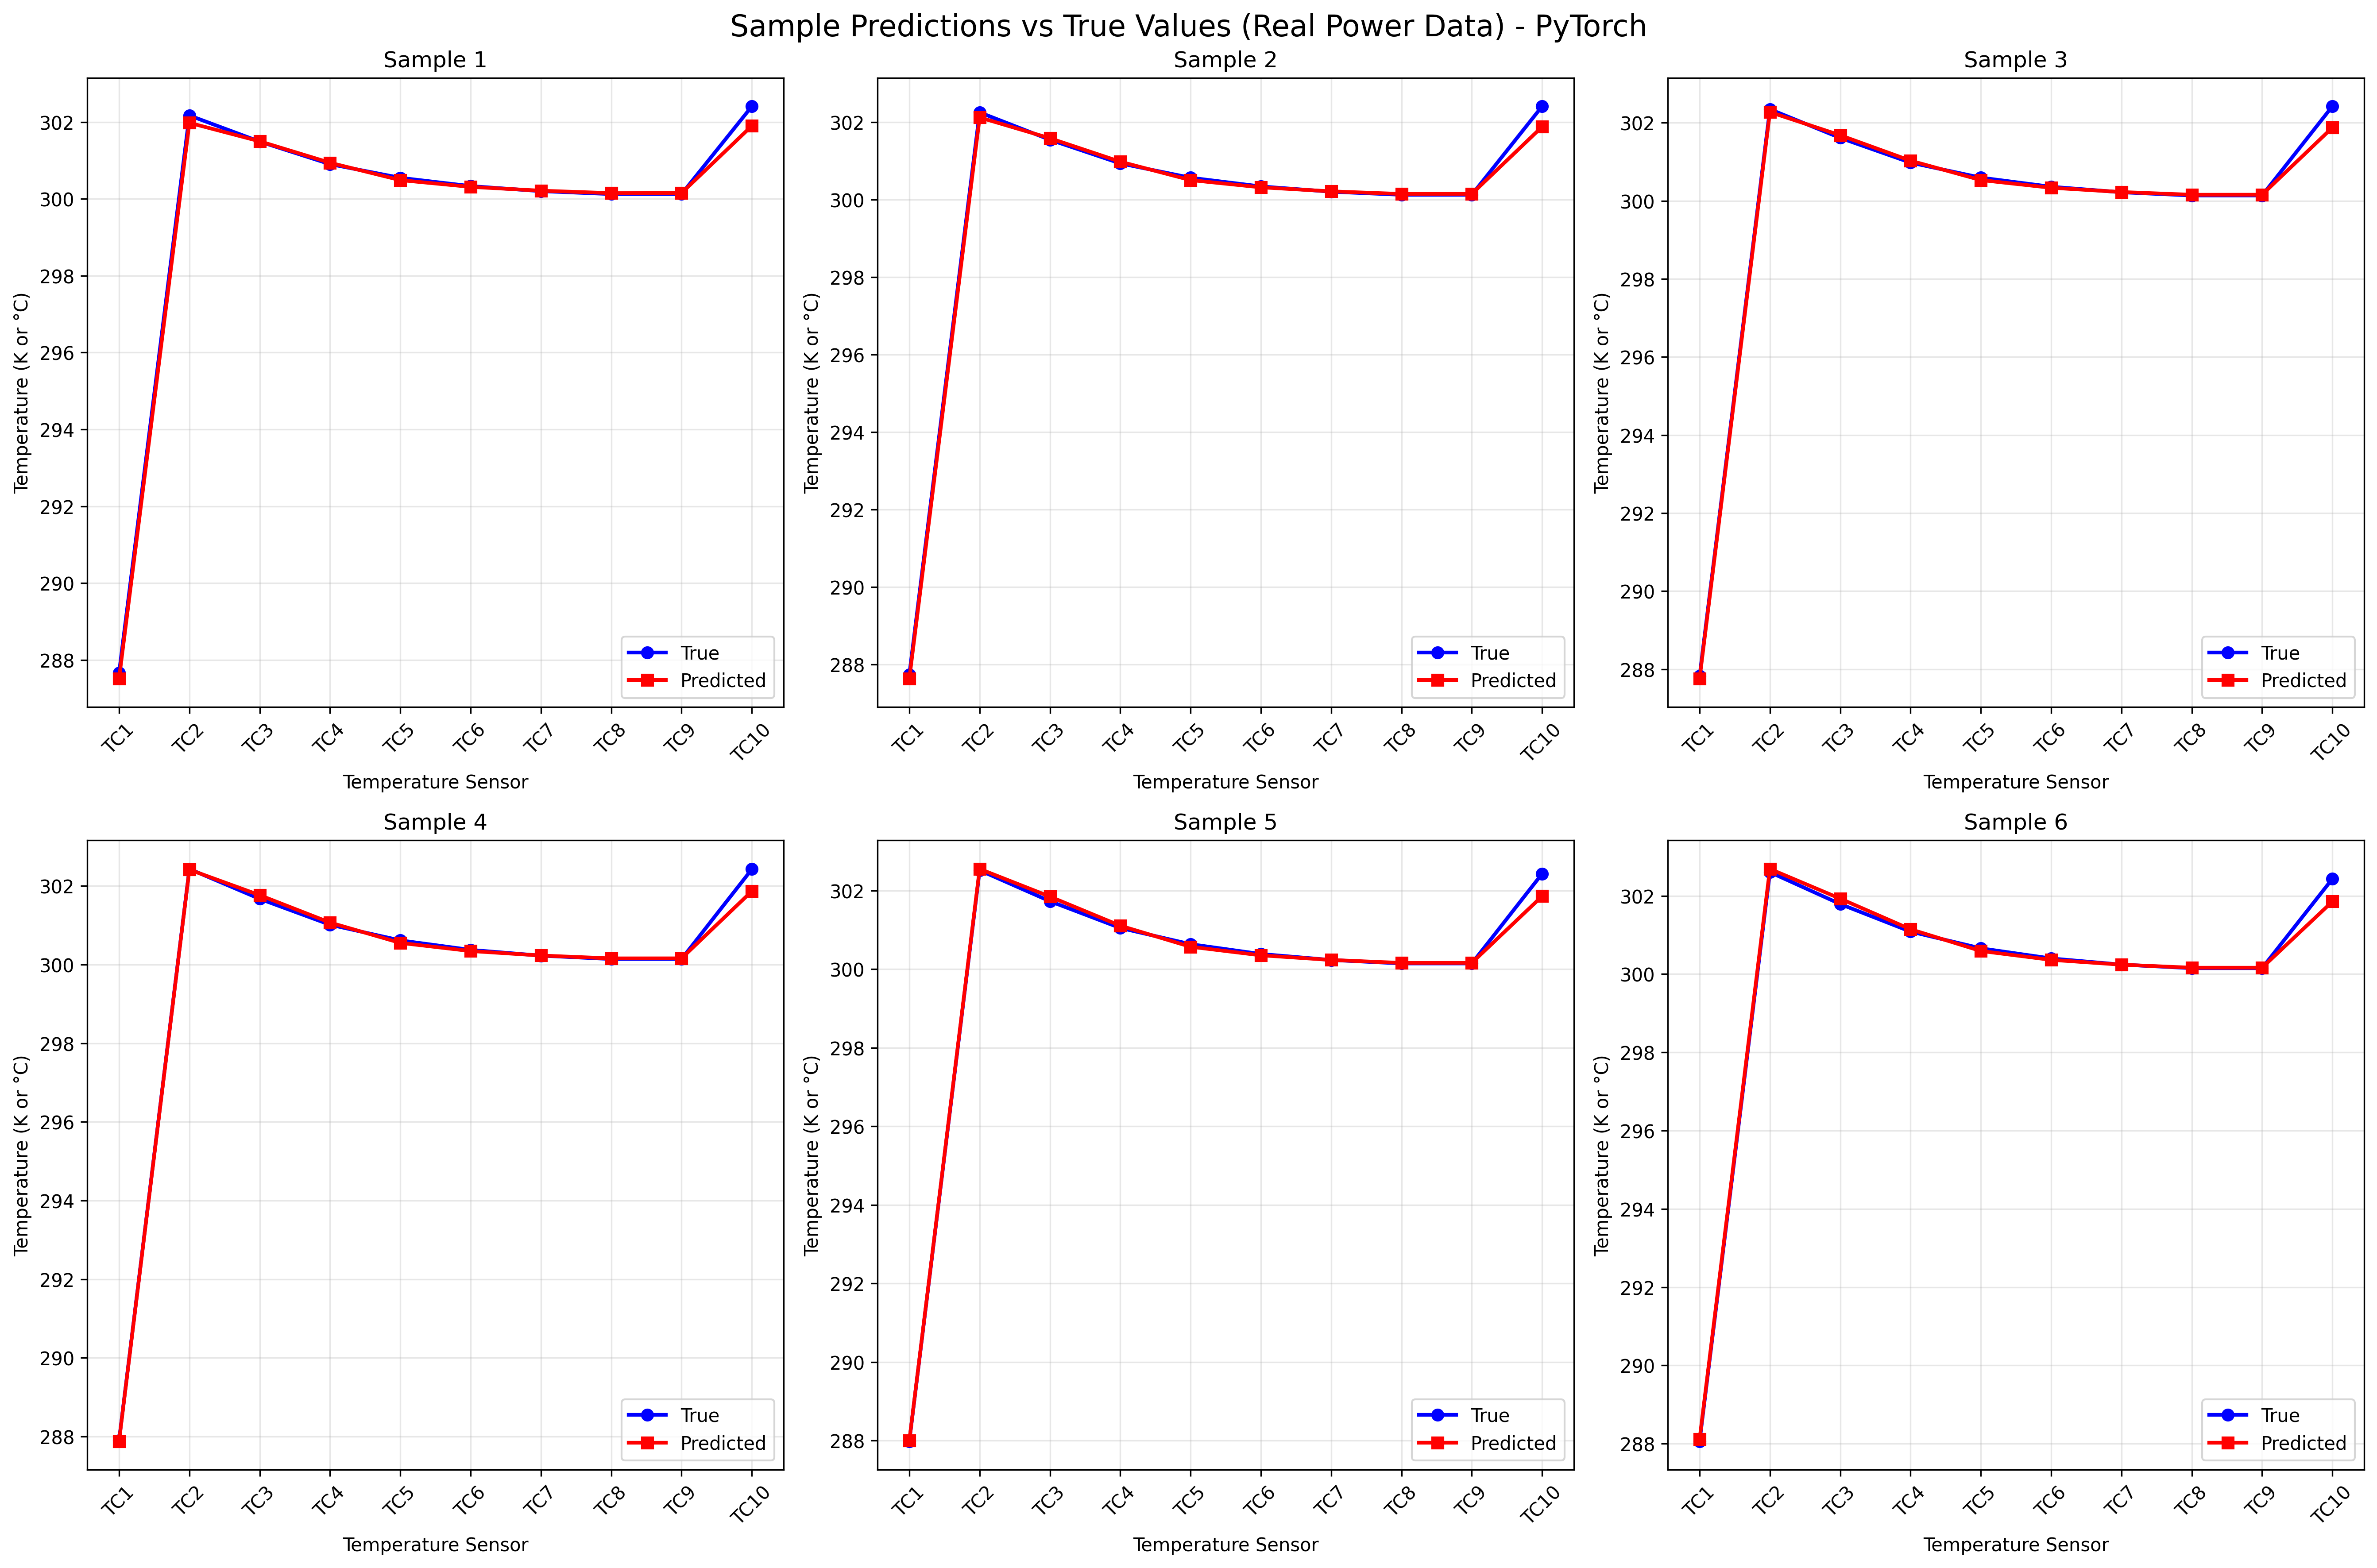 Sample Predictions vs True Values (Real Power Data) - PyTorch
Sample 1
Temperature (K or °C)
302
300
298
296
294
292
290
288
True
Predicted
TC1 TC2 TC3 TC4 TC5 TC6 TC7 TC8 TC9 TC10
Temperature Sensor
Sample 2
Temperature (K or °C)
302
300
298
296
294
292
290
288
True
Predicted
TC1 TC2 TC3 TC4 TC5 TC6 TC7 TC8 TC9 TC10
Temperature Sensor
Sample 3
Temperature (K or °C)
302
300
298
296
294
292
290
288
True
Predicted
TC1 TC2 TC3 TC4 TC5 TC6 TC7 TC8 TC9 TC10
Temperature Sensor
Sample 4
Temperature (K or °C)
302
300
298
296
294
292
290
288
True
Predicted
TC1 TC2 TC3 TC4 TC5 TC6 TC7 TC8 TC9 TC10
Temperature Sensor
Sample 5
Temperature (K or °C)
302
300
298
296
294
292
290
288
True
Predicted
TC1 TC2 TC3 TC4 TC5 TC6 TC7 TC8 TC9 TC10
Temperature Sensor
Sample 6
Temperature (K or °C)
302
300
298
296
294
292
290
288
True
Predicted
TC1 TC2 TC3 TC4 TC5 TC6 TC7 TC8 TC9 TC10
Temperature Sensor